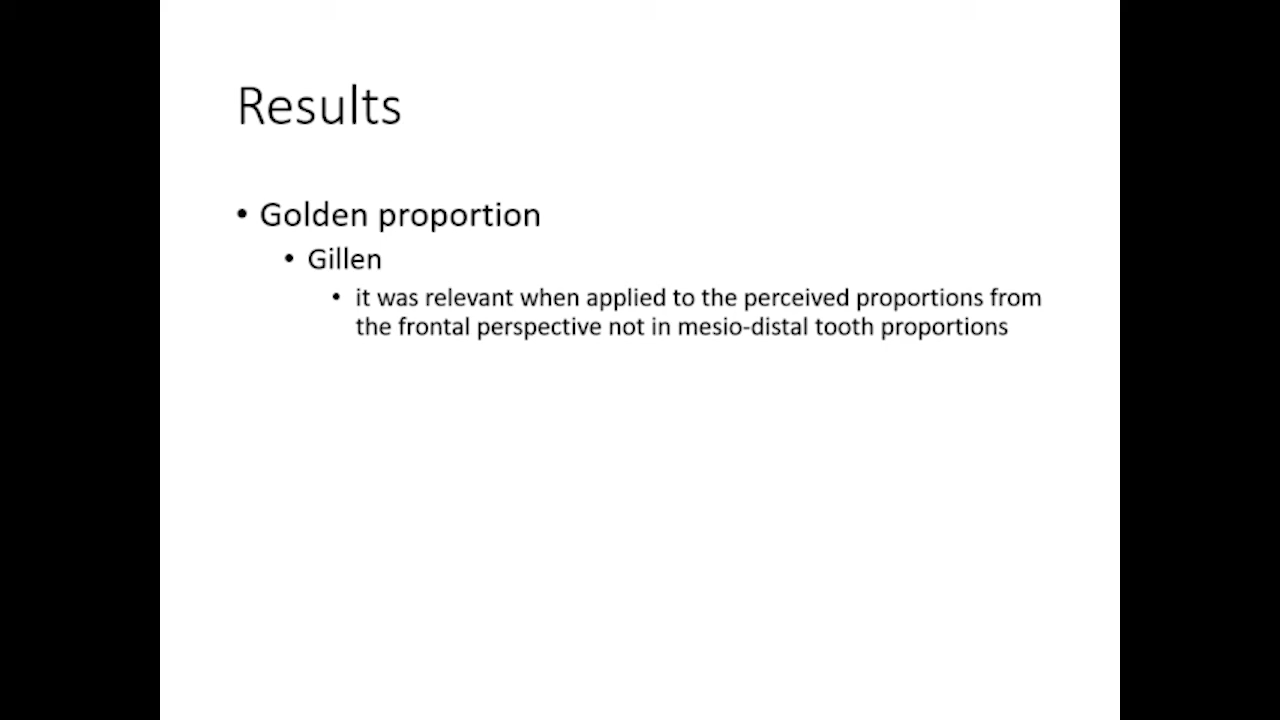 Results
• Golden proportion
• Gillen
• it was relevant when applied to the perceived proportions from
the frontal perspective not in mesio-distal tooth proportions